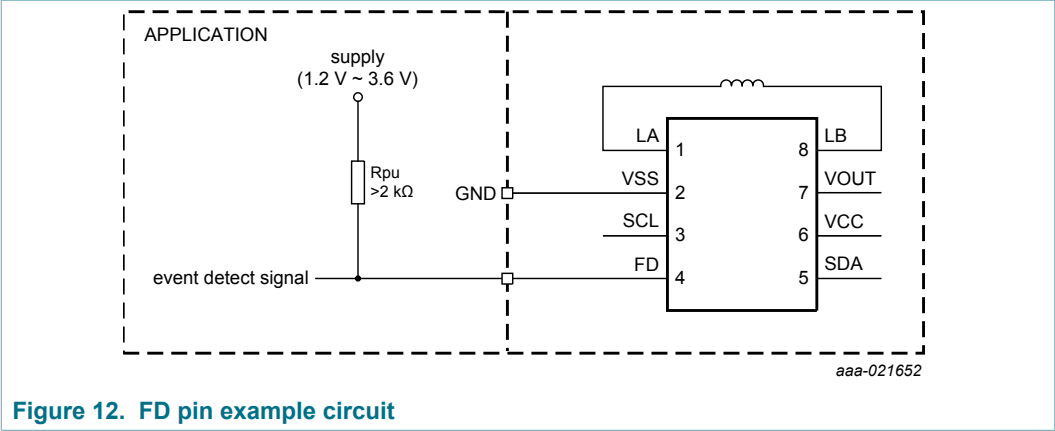 APPLICATION
supply
(1.2 V ~ 3.6 V)
Rpu
>2 kΩ
GND
event detect signal
LA
1
VSS
2
SCL
3
FD
4
LB
8
VOUT
7
VCC
6
SDA
5
aaa-021652
Figure 12. FD pin example circuit